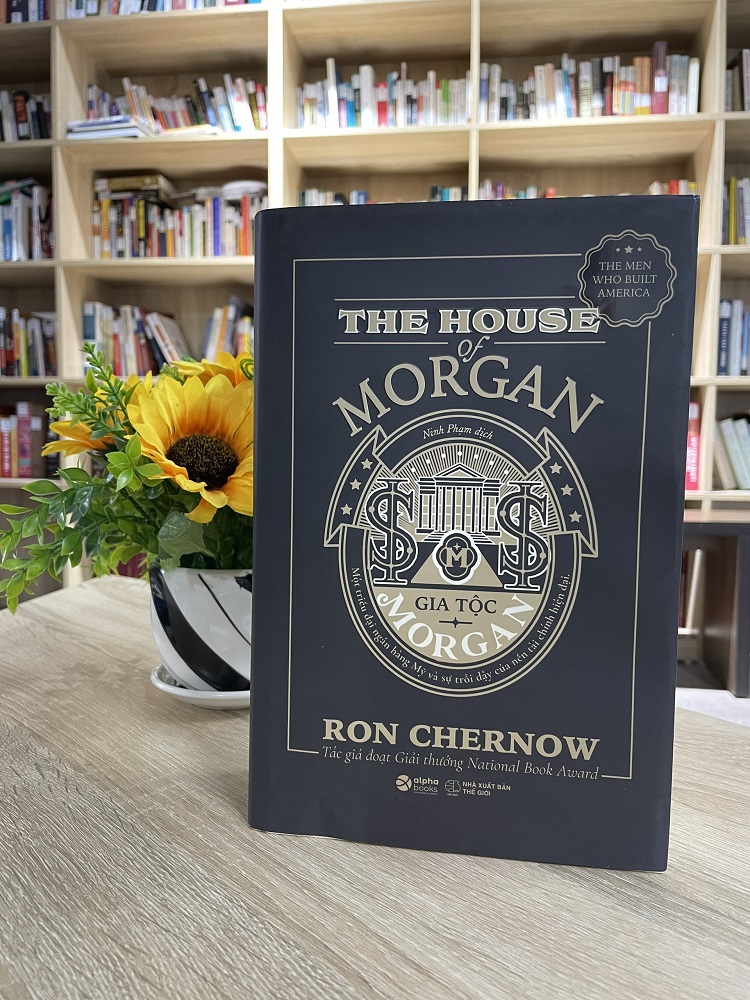 THE MEN
WHO BUILT
AMERICA
THE HOUSE
of
MORGAN
Ninh Phạm dịch
M
GIA TỘC
MORGAN
Một triều đại ngân hàng Mỹ và sự trỗi dậy của nền tài chính hiện đại.
RON CHERNOW
Tác giả đoạt Giải thưởng National Book Award
alpha
books
NHÀ XUẤT BẢN
THẾ GIỚI